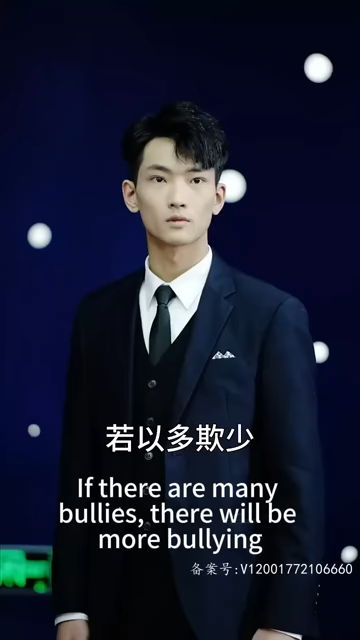 若以多欺少
If there are many
bullies, there will be
more bullying
备案号:V12001772106660